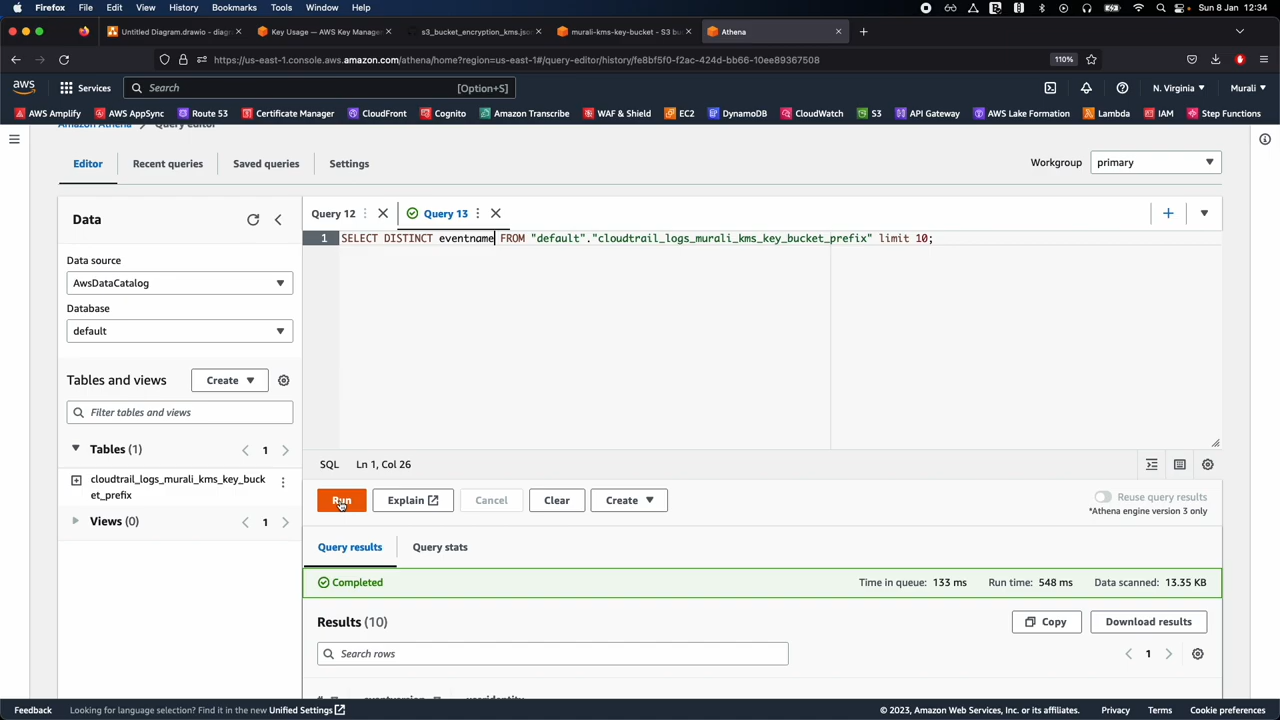 Firefox File Edit View History Bookmarks Tools Window Help Sun 8 Jan 12:34
Untitled Diagram.drawio - diag Key Usage — AWS Key Manage s3_bucket_encryption_kms.jso murali-kms-key-bucket - S3 bu Athena
https://us-east-1.console.aws.amazon.com/athena/home?region=us-east-1#/query-editor/history/fe8bf5f0-f2ac-424d-bb66-10ee89367508 110%
aws Services Search [Option+S] N. Virginia Murali
AWS Amplify AWS AppSync Route 53 Certificate Manager CloudFront Cognito Amazon Transcribe WAF & Shield EC2 DynamoDB CloudWatch S3 API Gateway AWS Lake Formation Lambda IAM Step Functions
Amazon Athena Query editor
Editor Recent queries Saved queries Settings Workgroup primary
Data
Query 12 Query 13
1 SELECT DISTINCT eventname FROM "default"."cloudtrail_logs_murali_kms_key_bucket_prefix" limit 10;
Data source
AwsDataCatalog
Database
default
Tables and views Create
Filter tables and views
Tables (1) 1
cloudtrail_logs_murali_kms_key_buck
et_prefix
Views (0) 1
SQL Ln 1, Col 26
Run Explain Cancel Clear Create Reuse query results
*Athena engine version 3 only
Query results Query stats
Completed Time in queue: 133 ms Run time: 548 ms Data scanned: 13.35 KB
Results (10) Copy Download results
Search rows 1
# eventversion useridentity
Feedback Looking for language selection? Find it in the new Unified Settings © 2023, Amazon Web Services, Inc. or its affiliates. Privacy Terms Cookie preferences